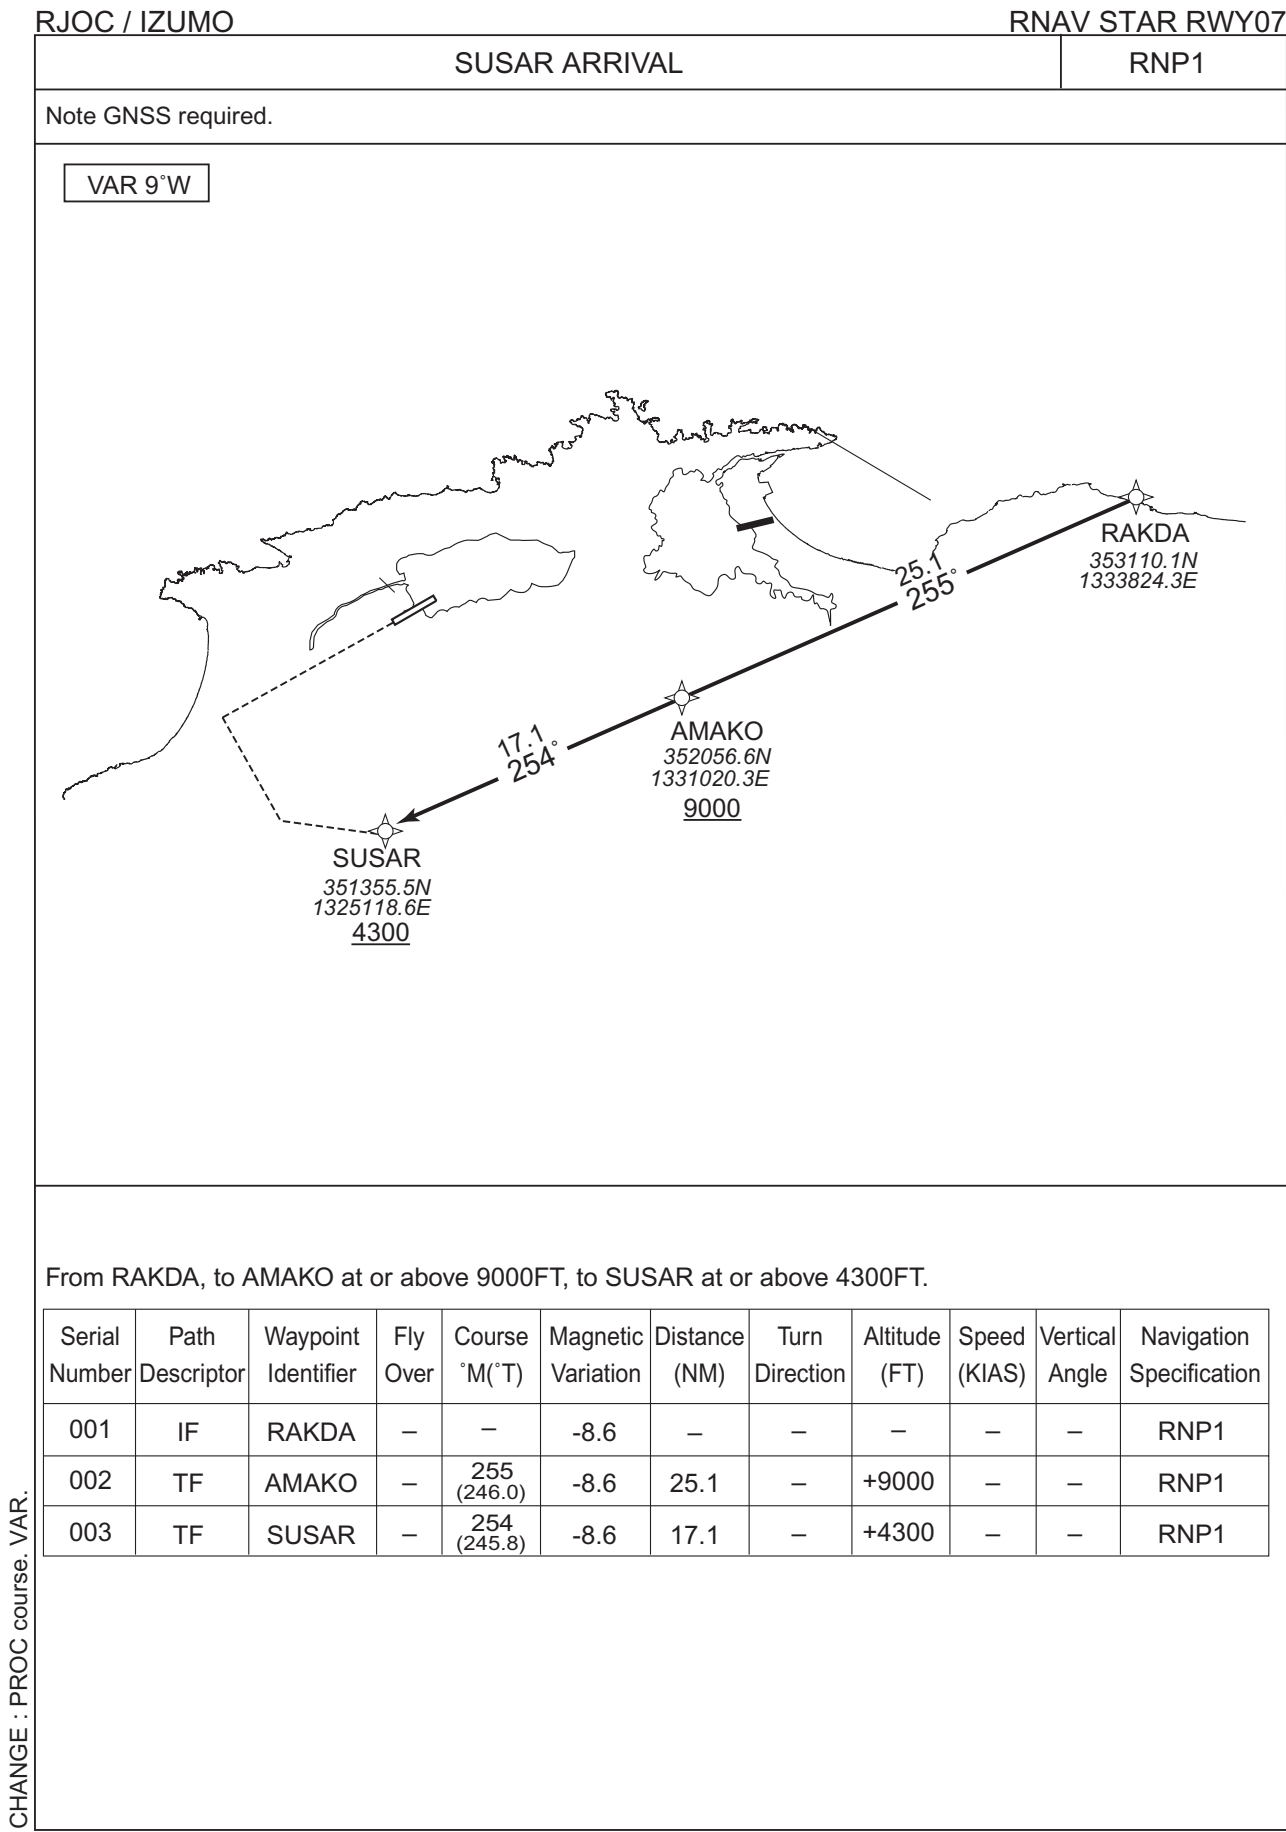 RJOC / IZUMO
RNAV STAR RWY07
SUSAR ARRIVAL
RNP1
Note GNSS required.
VAR 9˚W
RAKDA
353110.1N
1333824.3E
25.1
255˚
AMAKO
352056.6N
1331020.3E
9000
17.1
254˚
SUSAR
351355.5N
1325118.6E
4300
From RAKDA, to AMAKO at or above 9000FT, to SUSAR at or above 4300FT.
Serial Number Path Descriptor Waypoint Identifier Fly Over Course ˚M(˚T) Magnetic Variation Distance (NM) Turn Direction Altitude (FT) Speed (KIAS) Vertical Angle Navigation Specification
001 IF RAKDA – – -8.6 – – – – – RNP1
002 TF AMAKO – 255 (246.0) -8.6 25.1 – +9000 – – RNP1
003 TF SUSAR – 254 (245.8) -8.6 17.1 – +4300 – – RNP1
CHANGE : PROC course. VAR.